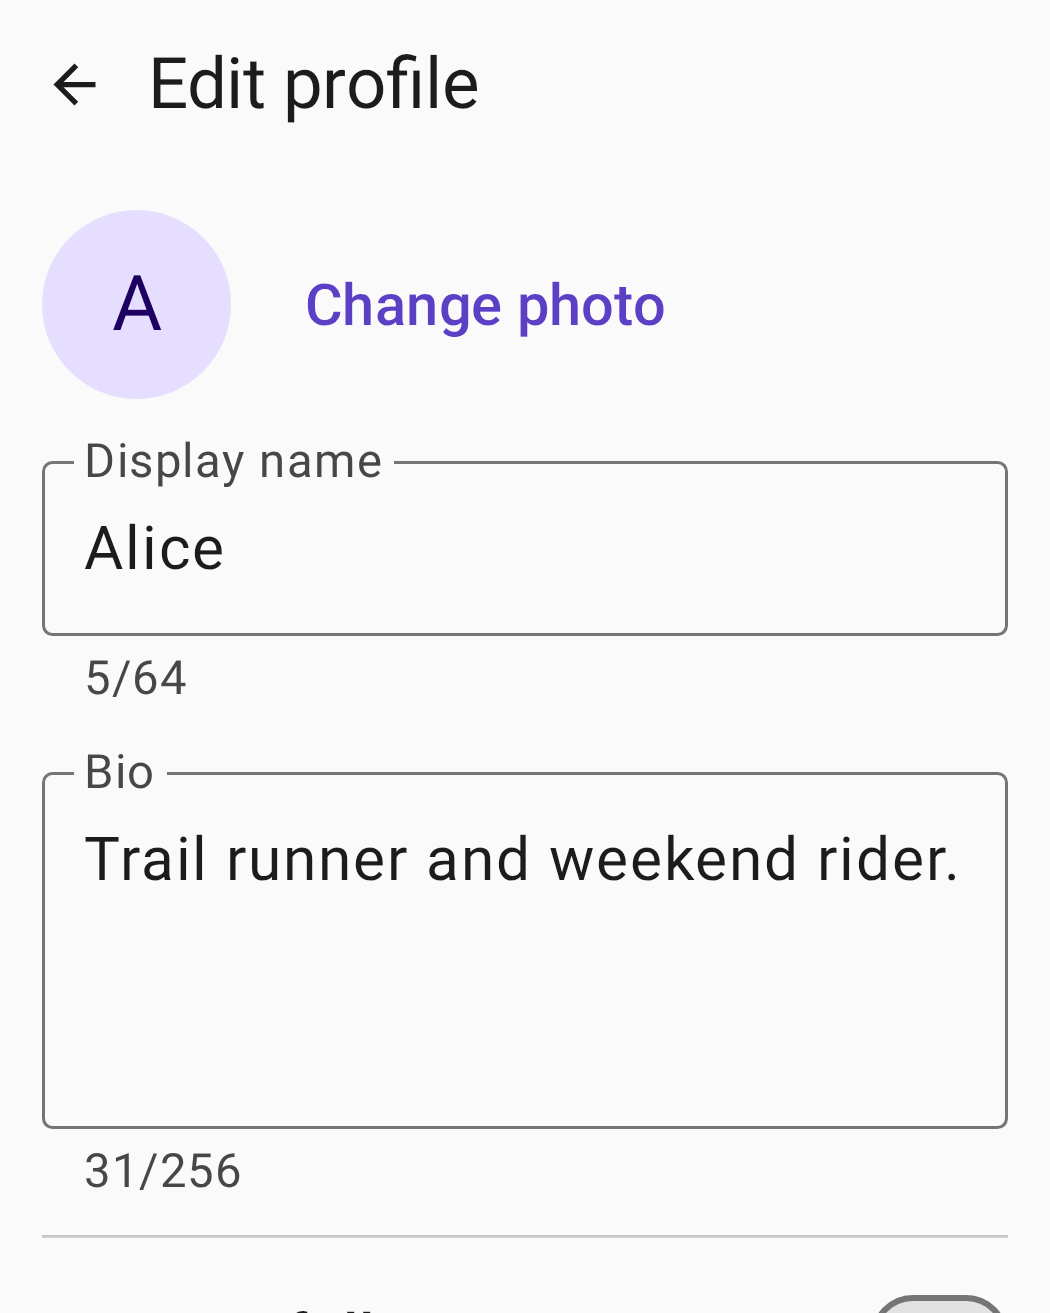 Edit profile
A
Change photo
Display name
Alice
5/64
Bio
Trail runner and weekend rider.
31/256